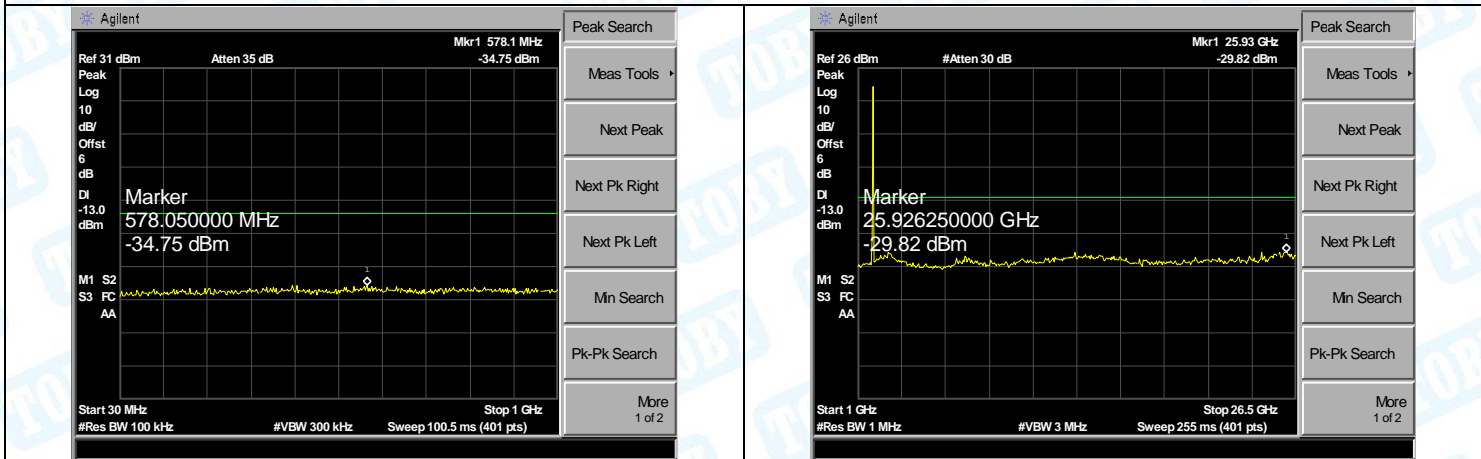 Agilent
Mkr1 578.1 MHz
Ref 31 dBm Atten 35 dB -34.75 dBm
Peak
Log
10
dB/
Offst
6
dB
DI
-13.0
dBm
Marker
578.050000 MHz
-34.75 dBm
1
M1 S2
S3 FC
AA
Start 30 MHz Stop 1 GHz
#Res BW 100 kHz #VBW 300 kHz Sweep 100.5 ms (401 pts)
Peak Search
Meas Tools
Next Peak
Next Pk Right
Next Pk Left
Min Search
Pk-Pk Search
More
1 of 2
Agilent
Mkr1 25.93 GHz
Ref 26 dBm #Atten 30 dB -29.82 dBm
Peak
Log
10
dB/
Offst
6
dB
DI
-13.0
dBm
Marker
25.926250000 GHz
-29.82 dBm
1
M1 S2
S3 FC
AA
Start 1 GHz Stop 26.5 GHz
#Res BW 1 MHz #VBW 3 MHz Sweep 255 ms (401 pts)
Peak Search
Meas Tools
Next Peak
Next Pk Right
Next Pk Left
Min Search
Pk-Pk Search
More
1 of 2
TOBY